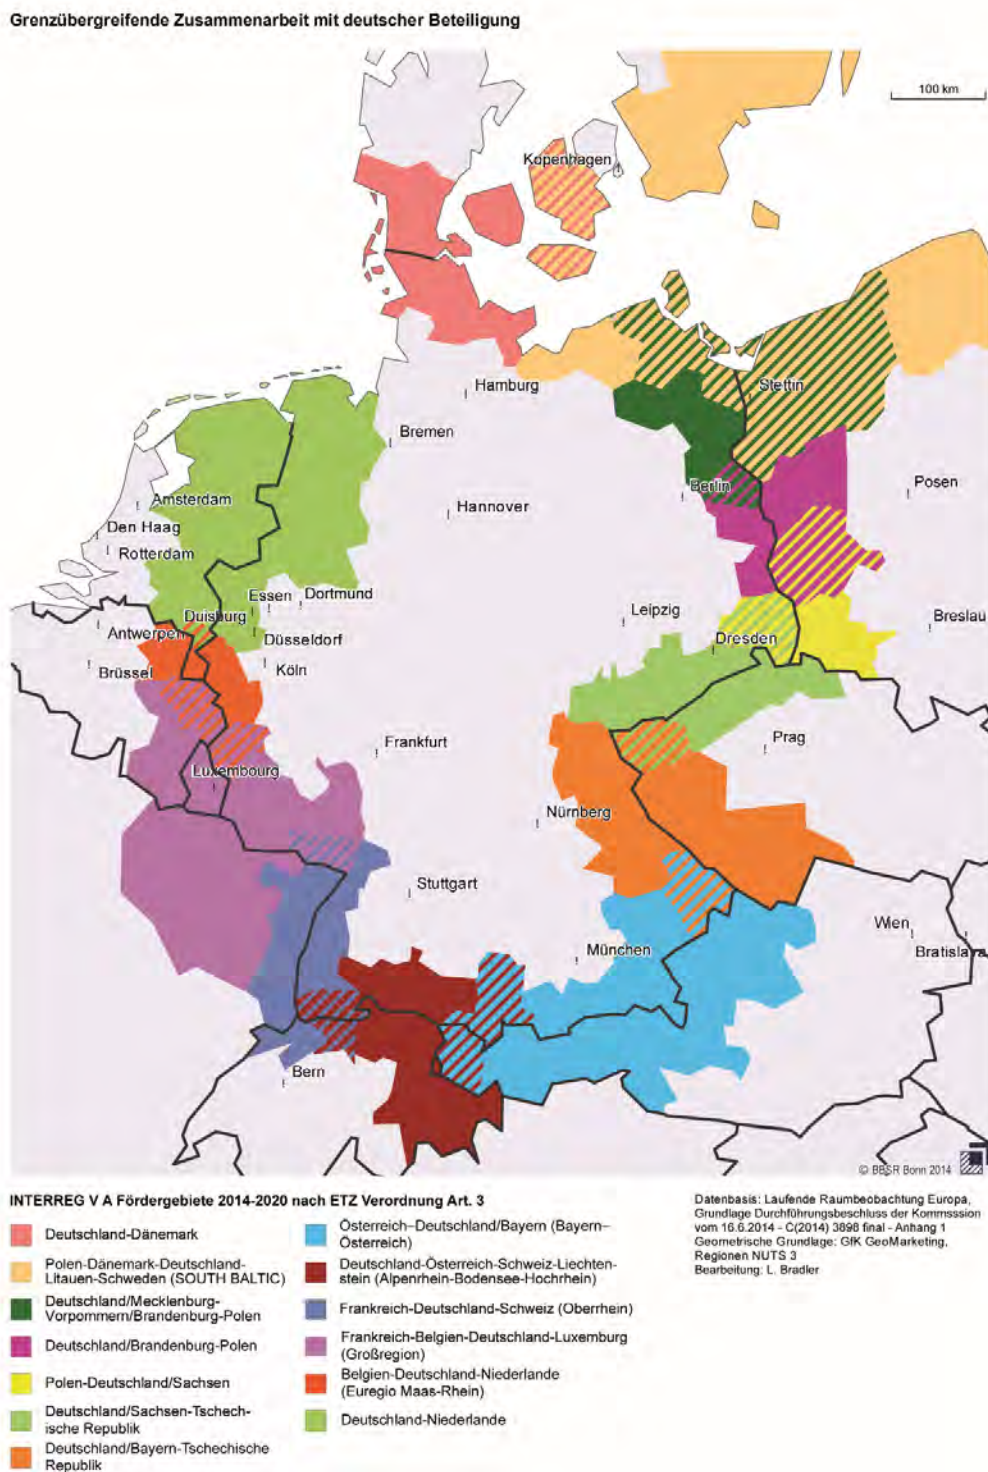 Grenzübergreifende Zusammenarbeit mit deutscher Beteiligung
100 km
Kopenhagen
Hamburg
Stettin
Bremen
Berlin
Posen
Amsterdam
Hannover
Den Haag
Rotterdam
Essen
Dortmund
Duisburg
Leipzig
Breslau
Antwerpen
Düsseldorf
Dresden
Brüssel
Köln
Frankfurt
Prag
Luxembourg
Nürnberg
Stuttgart
Wien
München
Bratislava
Bern
© BBSR Bonn 2014
INTERREG V A Fördergebiete 2014-2020 nach ETZ Verordnung Art. 3
Deutschland-Dänemark
Polen-Dänemark-Deutschland-
Litauen-Schweden (SOUTH BALTIC)
Deutschland/Mecklenburg-
Vorpommern/Brandenburg-Polen
Deutschland/Brandenburg-Polen
Polen-Deutschland/Sachsen
Deutschland/Sachsen-Tschech-
ische Republik
Deutschland/Bayern-Tschechische
Republik
Österreich–Deutschland/Bayern (Bayern–
Österreich)
Deutschland-Österreich-Schweiz-Liechten-
stein (Alpenrhein-Bodensee-Hochrhein)
Frankreich-Deutschland-Schweiz (Oberrhein)
Frankreich-Belgien-Deutschland-Luxemburg
(Großregion)
Belgien-Deutschland-Niederlande
(Euregio Maas-Rhein)
Deutschland-Niederlande
Datenbasis: Laufende Raumbeobachtung Europa,
Grundlage Durchführungsbeschluss der Kommsssion
vom 16.6.2014 - C(2014) 3898 final - Anhang 1
Geometrische Grundlage: GfK GeoMarketing,
Regionen NUTS 3
Bearbeitung: L. Bradler